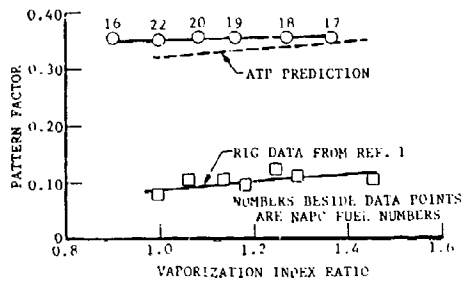 0.40
16 22 20 19 18 17
0.30
ATP PREDICTION
PATTERN FACTOR
0.00
RIG DATA FROM REF. 1
0.10
NUMBERS BESIDE DATA POINTS
ARE NAPC FUEL NUMBERS
0
0.8 1.0 1.2 1.4 1.6
VAPORIZATION INDEX RATIO